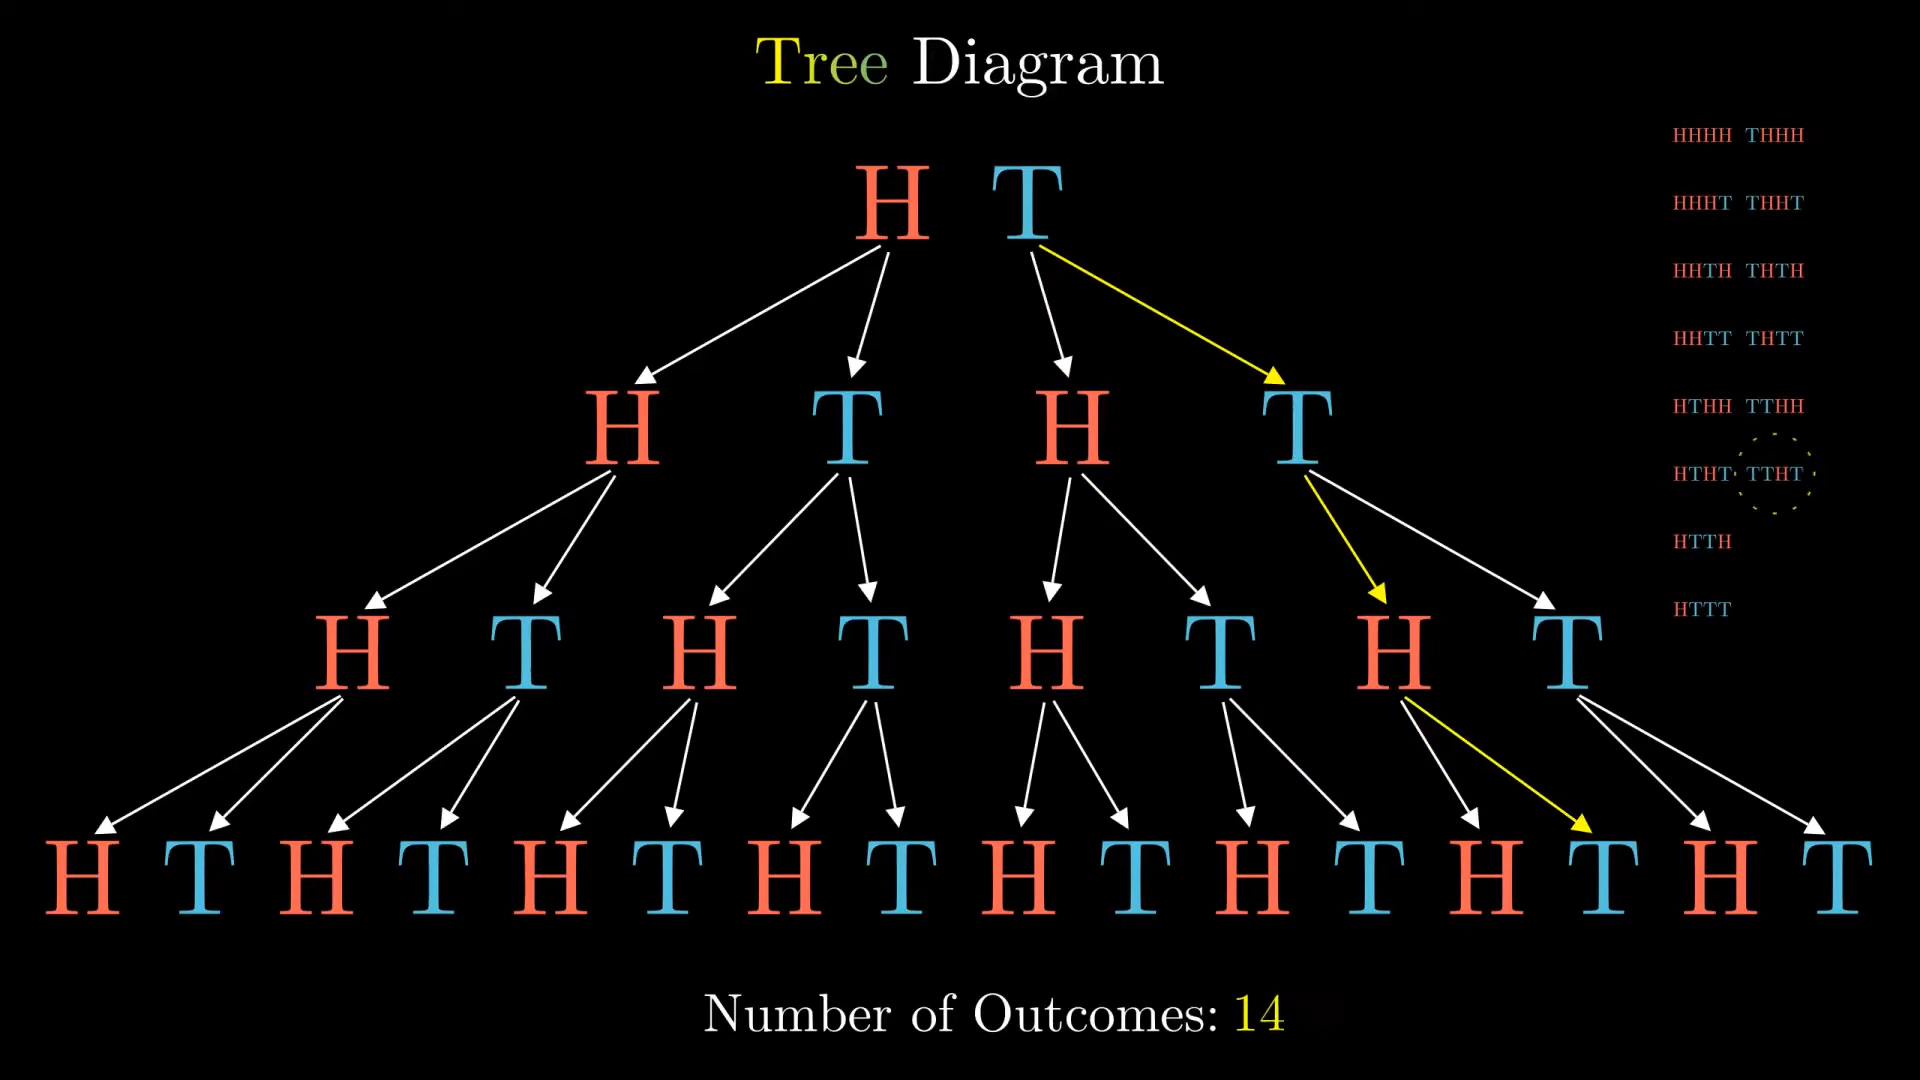 Tree Diagram
H T
H T H T
H T H T H T H T
H T H T H T H T H T H T H T H T
HHHH THHH
HHHT THHT
HHTH THTH
HHTT THTT
HTHH TTHH
HTHT TTHT
HTTH
HTTT
Number of Outcomes: 14